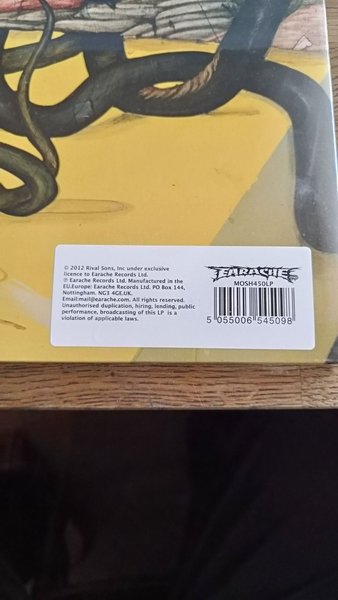 © 2012 Rival Sons, Inc under exclusive
licence to Earache Records Ltd.
℗ Earache Records Ltd. Manufactured in the
EU.Europe: Earache Records Ltd. PO Box 144,
Nottingham. NG3 4GE.UK.
Email:mail@earache.com. All rights reserved.
Unauthorised duplication, hiring, lending, public
performance, broadcasting of this LP is a
violation of applicable laws.
EARACHE
MOSH450LP
5 055006 545098